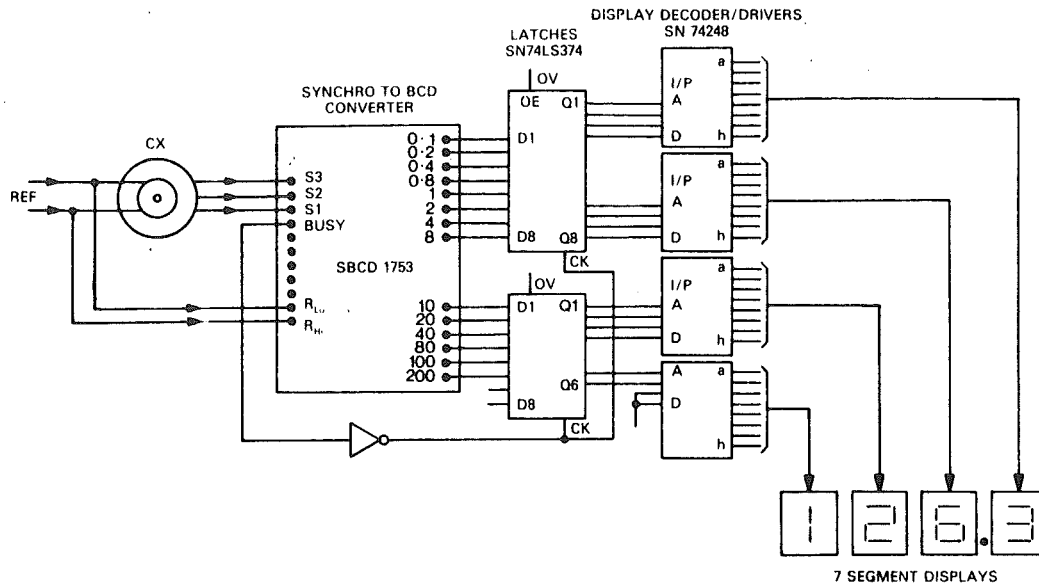 DISPLAY DECODER/DRIVERS
SN 74248
LATCHES
SN74LS374
SYNCHRO TO BCD
CONVERTER
CX
REF
S3
S2
S1
BUSY
SBCD 1753
0·1
0·2
0·4
0·8
1
2
4
8
10
20
40
80
100
200
0V
OE Q1
D1
D8 Q8
CK
0V
D1 Q1
Q6
D8
CK
a
I/P
A
D h
a
I/P
A
D h
a
I/P
A
D h
A a
D
h
1 2 6.3
7 SEGMENT DISPLAYS